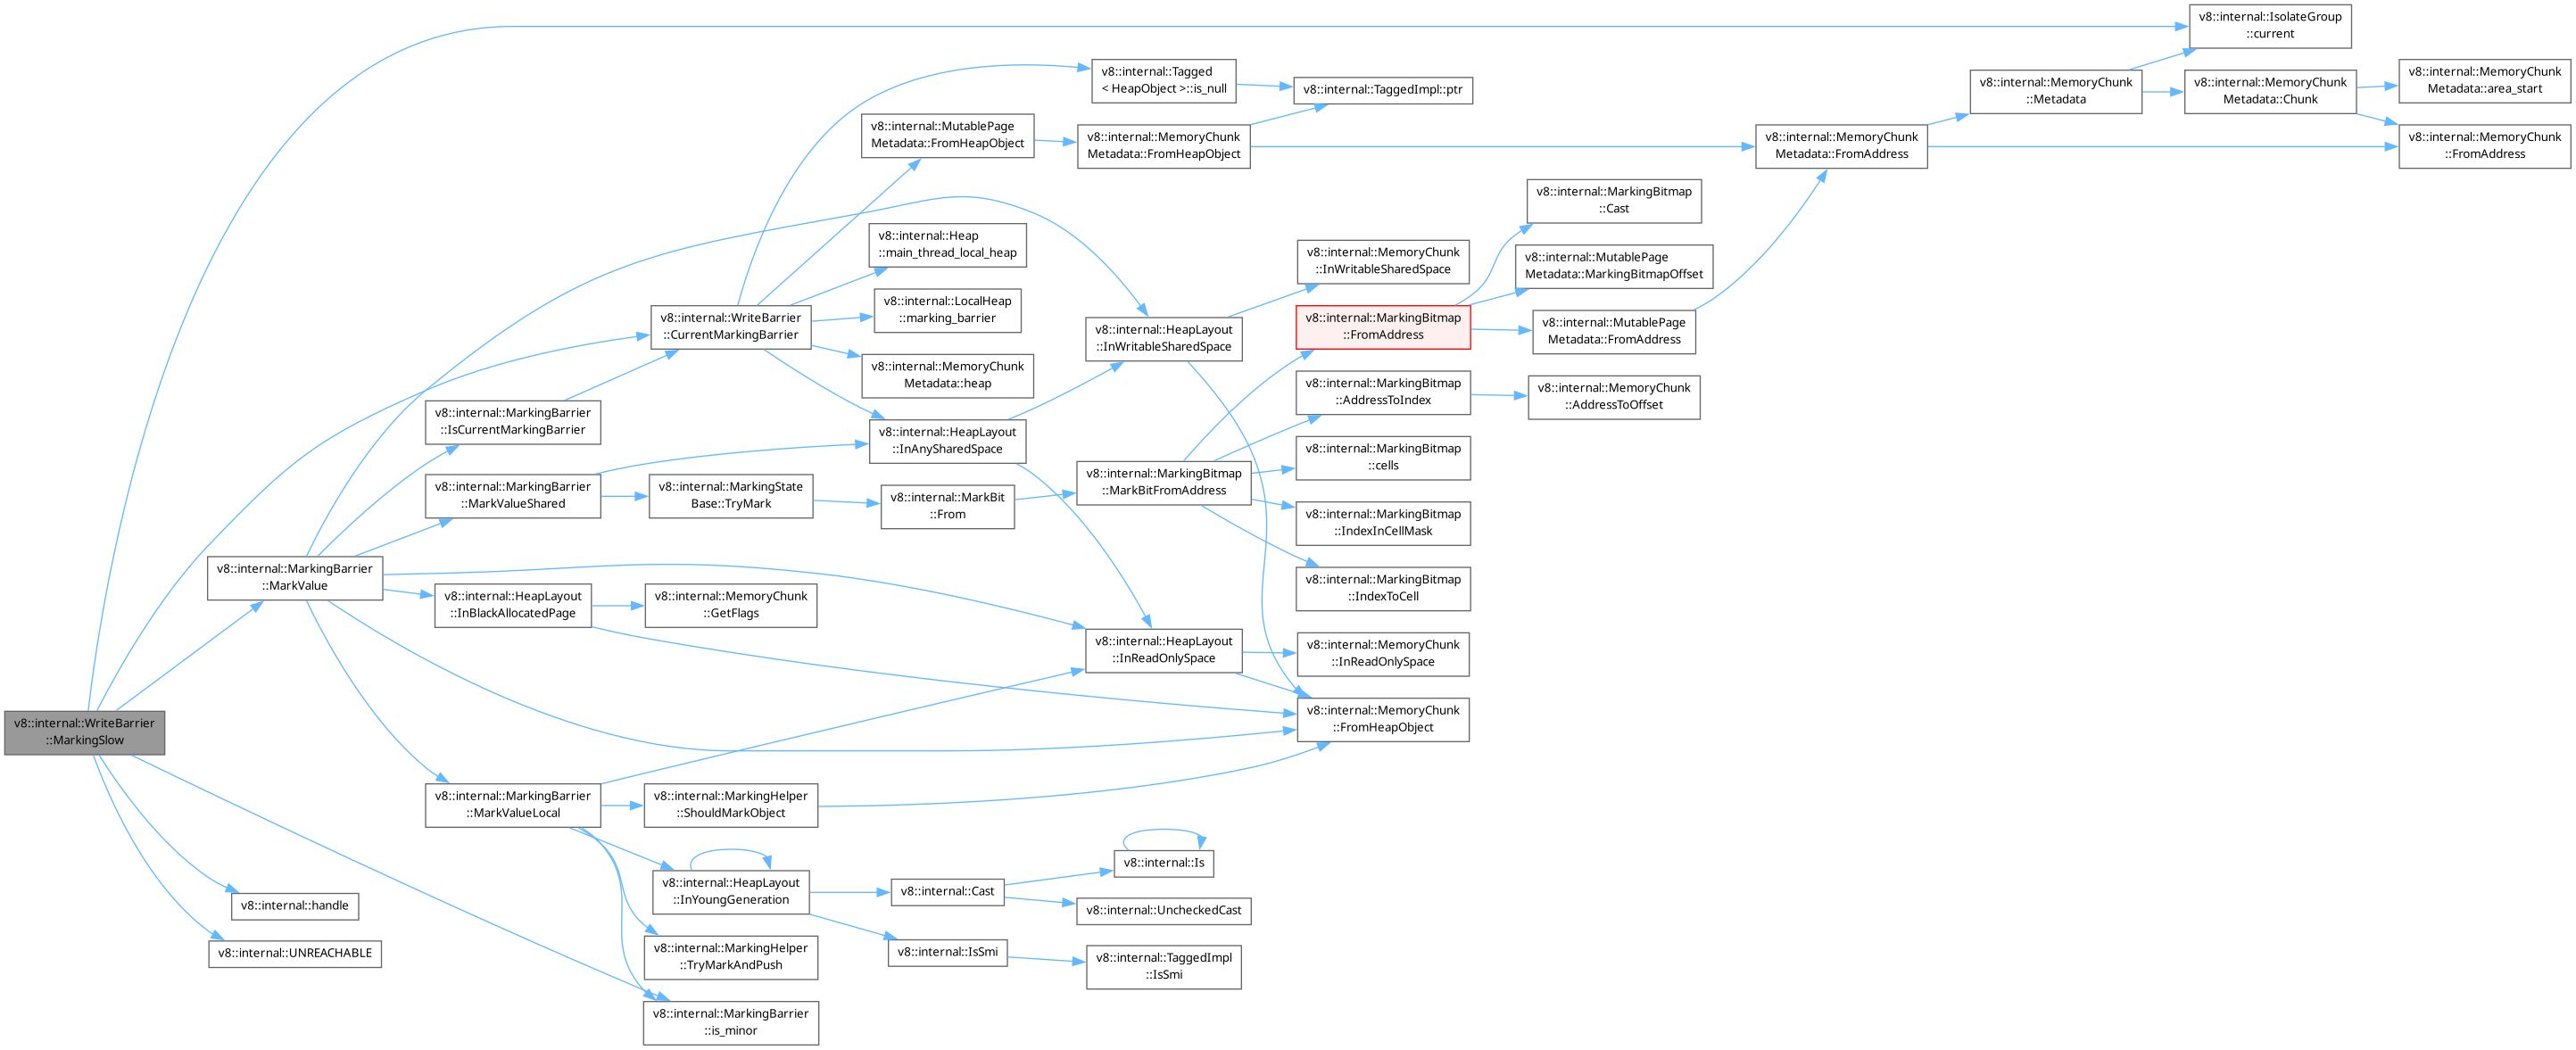 v8::internal::WriteBarrier
::MarkingSlow
v8::internal::MarkingBarrier
::MarkValue
v8::internal::handle
v8::internal::UNREACHABLE
v8::internal::MarkingBarrier
::IsCurrentMarkingBarrier
v8::internal::MarkingBarrier
::MarkValueShared
v8::internal::HeapLayout
::InBlackAllocatedPage
v8::internal::MarkingBarrier
::MarkValueLocal
v8::internal::WriteBarrier
::CurrentMarkingBarrier
v8::internal::MarkingState
Base::TryMark
v8::internal::MemoryChunk
::GetFlags
v8::internal::MarkingHelper
::ShouldMarkObject
v8::internal::HeapLayout
::InYoungGeneration
v8::internal::MarkingHelper
::TryMarkAndPush
v8::internal::MarkingBarrier
::is_minor
v8::internal::MutablePage
Metadata::FromHeapObject
v8::internal::Heap
::main_thread_local_heap
v8::internal::LocalHeap
::marking_barrier
v8::internal::MemoryChunk
Metadata::heap
v8::internal::HeapLayout
::InAnySharedSpace
v8::internal::MarkBit
::From
v8::internal::Cast
v8::internal::IsSmi
v8::internal::Tagged
< HeapObject >::is_null
v8::internal::MemoryChunk
Metadata::FromHeapObject
v8::internal::HeapLayout
::InWritableSharedSpace
v8::internal::MarkingBitmap
::MarkBitFromAddress
v8::internal::HeapLayout
::InReadOnlySpace
v8::internal::Is
v8::internal::UncheckedCast
v8::internal::TaggedImpl
::IsSmi
v8::internal::TaggedImpl::ptr
v8::internal::MemoryChunk
::InWritableSharedSpace
v8::internal::MarkingBitmap
::FromAddress
v8::internal::MarkingBitmap
::AddressToIndex
v8::internal::MarkingBitmap
::cells
v8::internal::MarkingBitmap
::IndexInCellMask
v8::internal::MarkingBitmap
::IndexToCell
v8::internal::MemoryChunk
::InReadOnlySpace
v8::internal::MemoryChunk
::FromHeapObject
v8::internal::MarkingBitmap
::Cast
v8::internal::MutablePage
Metadata::MarkingBitmapOffset
v8::internal::MutablePage
Metadata::FromAddress
v8::internal::MemoryChunk
::AddressToOffset
v8::internal::MemoryChunk
Metadata::FromAddress
v8::internal::MemoryChunk
::Metadata
v8::internal::IsolateGroup
::current
v8::internal::MemoryChunk
Metadata::Chunk
v8::internal::MemoryChunk
Metadata::area_start
v8::internal::MemoryChunk
::FromAddress